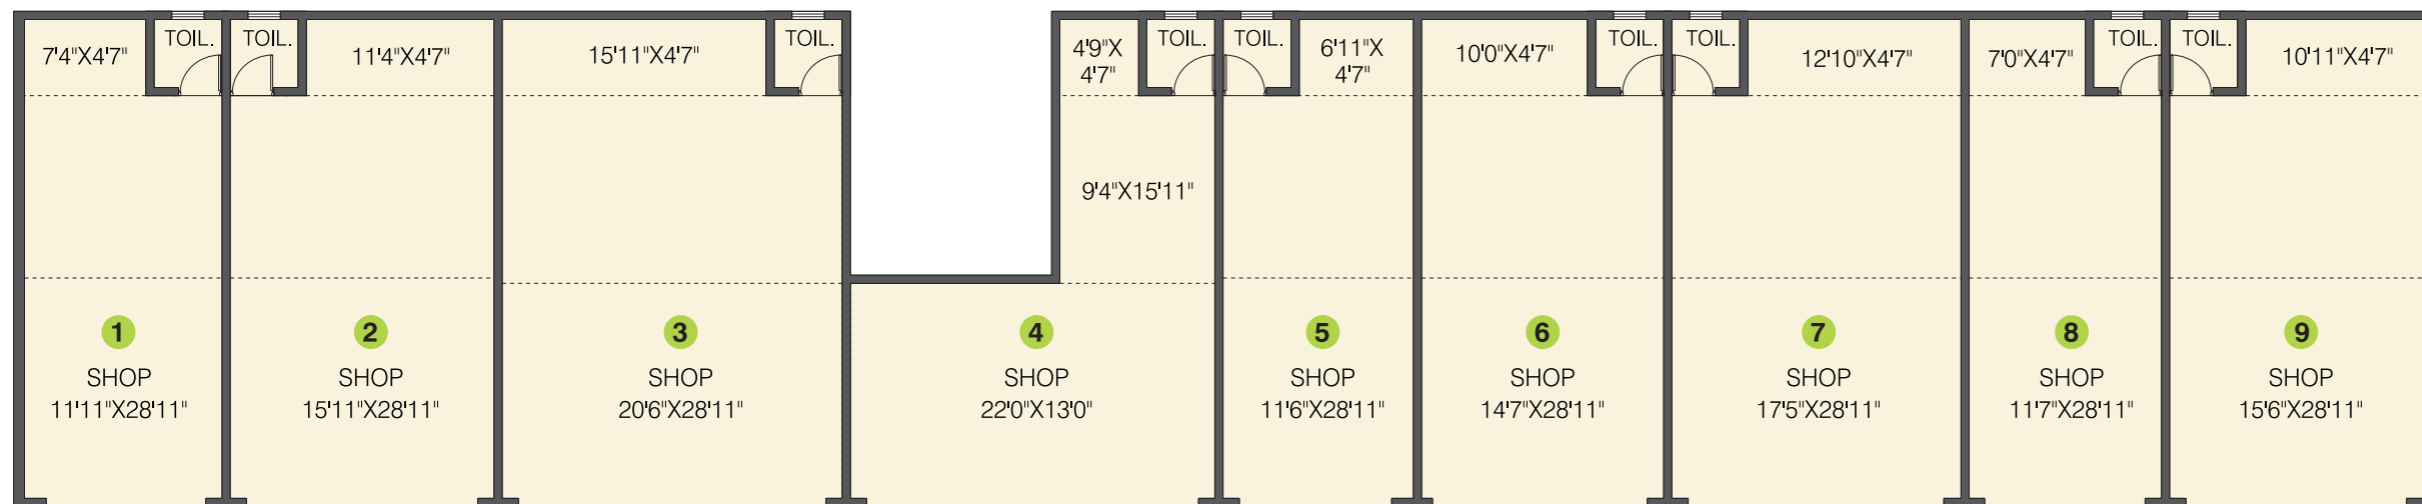 7'4"X4'7"
TOIL.
TOIL.
11'4"X4'7"
15'11"X4'7"
TOIL.
4'9"X
4'7"
TOIL.
TOIL.
6'11"X
4'7"
10'0"X4'7"
TOIL.
TOIL.
12'10"X4'7"
7'0"X4'7"
TOIL.
TOIL.
10'11"X4'7"
9'4"X15'11"
1
SHOP
11'11"X28'11"
2
SHOP
15'11"X28'11"
3
SHOP
20'6"X28'11"
4
SHOP
22'0"X13'0"
5
SHOP
11'6"X28'11"
6
SHOP
14'7"X28'11"
7
SHOP
17'5"X28'11"
8
SHOP
11'7"X28'11"
9
SHOP
15'6"X28'11"